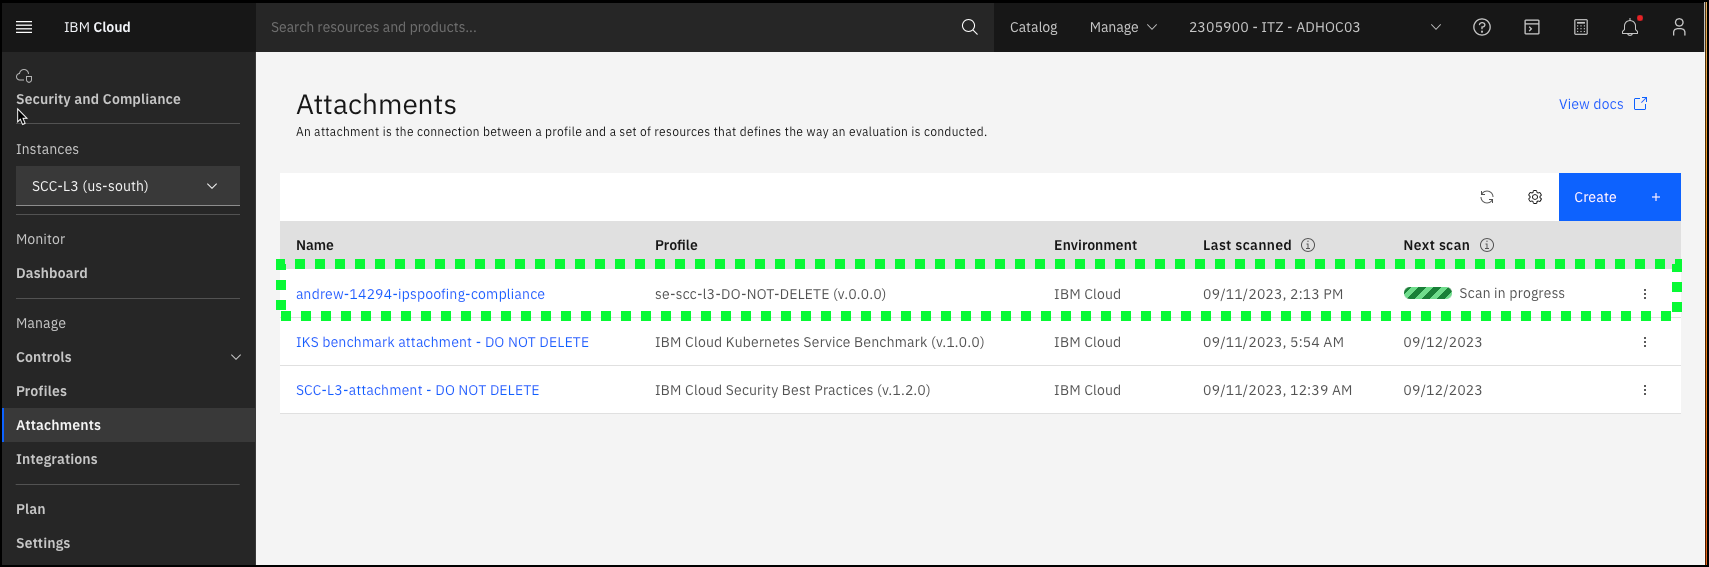 IBM Cloud
Search resources and products...
Catalog
Manage
2305900 - ITZ - ADHOC03
Security and Compliance
Instances
SCC-L3 (us-south)
Monitor
Dashboard
Manage
Controls
Profiles
Attachments
Integrations
Plan
Settings
Attachments
An attachment is the connection between a profile and a set of resources that defines the way an evaluation is conducted.
View docs
Create +
Name Profile Environment Last scanned Next scan
andrew-14294-ipspoofing-compliance se-scc-l3-DO-NOT-DELETE (v.0.0.0) IBM Cloud 09/11/2023, 2:13 PM Scan in progress
IKS benchmark attachment - DO NOT DELETE IBM Cloud Kubernetes Service Benchmark (v.1.0.0) IBM Cloud 09/11/2023, 5:54 AM 09/12/2023
SCC-L3-attachment - DO NOT DELETE IBM Cloud Security Best Practices (v.1.2.0) IBM Cloud 09/11/2023, 12:39 AM 09/12/2023